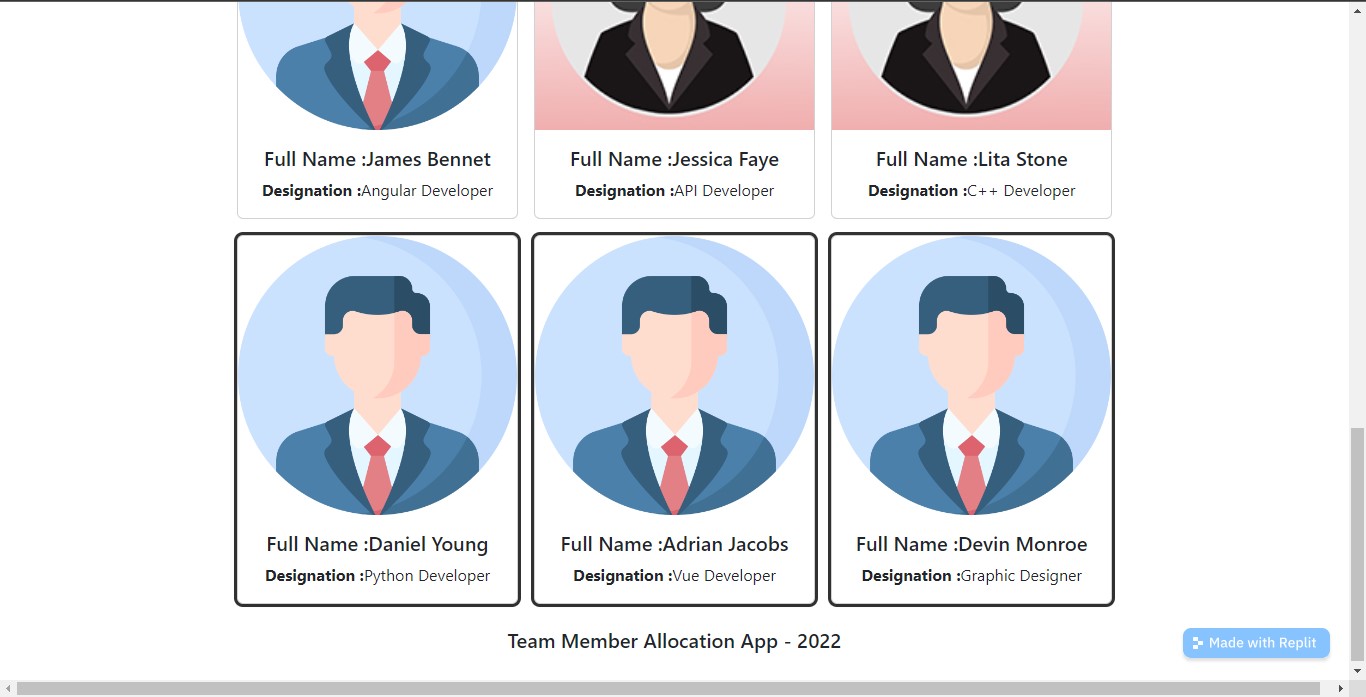 Full Name :James Bennet
Designation :Angular Developer
Full Name :Jessica Faye
Designation :API Developer
Full Name :Lita Stone
Designation :C++ Developer
Full Name :Daniel Young
Designation :Python Developer
Full Name :Adrian Jacobs
Designation :Vue Developer
Full Name :Devin Monroe
Designation :Graphic Designer
Team Member Allocation App - 2022
Made with Replit